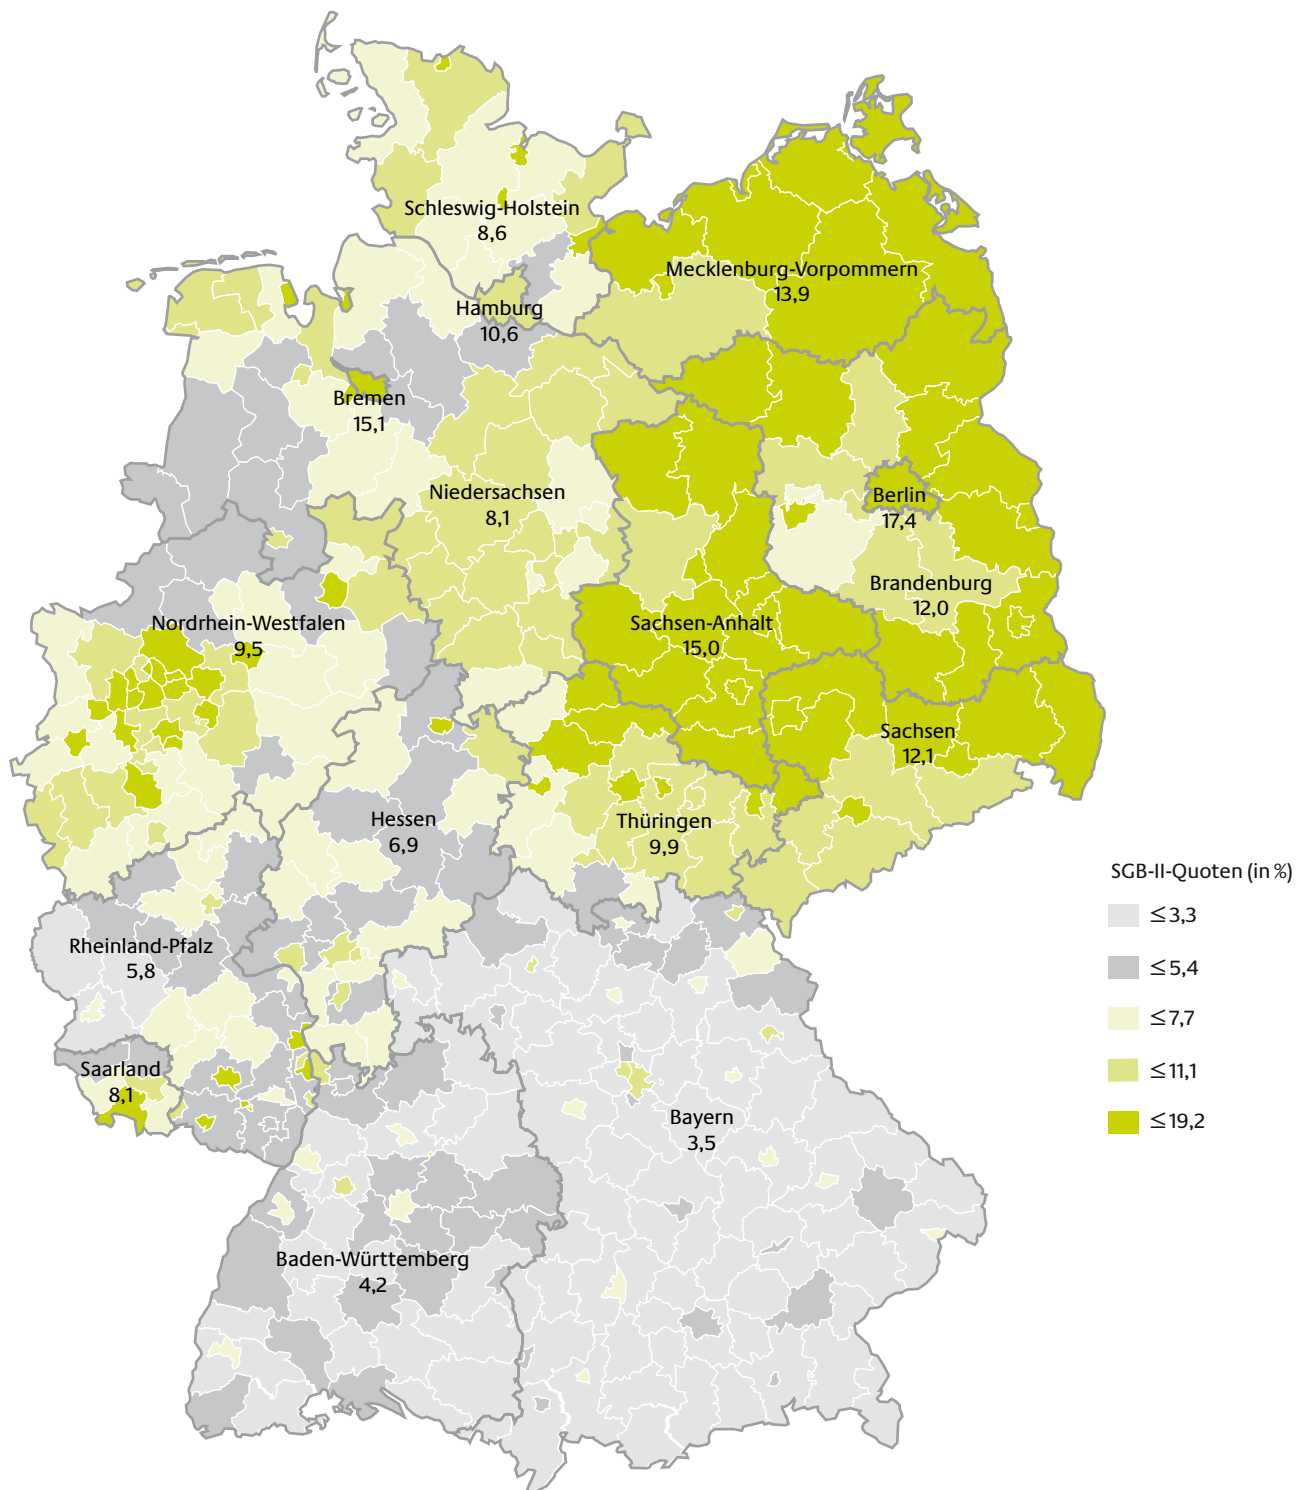 Schleswig-Holstein
8,6
Mecklenburg-Vorpommern
13,9
Hamburg
10,6
Bremen
15,1
Niedersachsen
8,1
Berlin
17,4
Brandenburg
12,0
Nordrhein-Westfalen
9,5
Sachsen-Anhalt
15,0
Sachsen
12,1
Hessen
6,9
Thüringen
9,9
Rheinland-Pfalz
5,8
Saarland
8,1
Bayern
3,5
Baden-Württemberg
4,2
SGB-II-Quoten (in %)
≤ 3,3
≤ 5,4
≤ 7,7
≤ 11,1
≤ 19,2